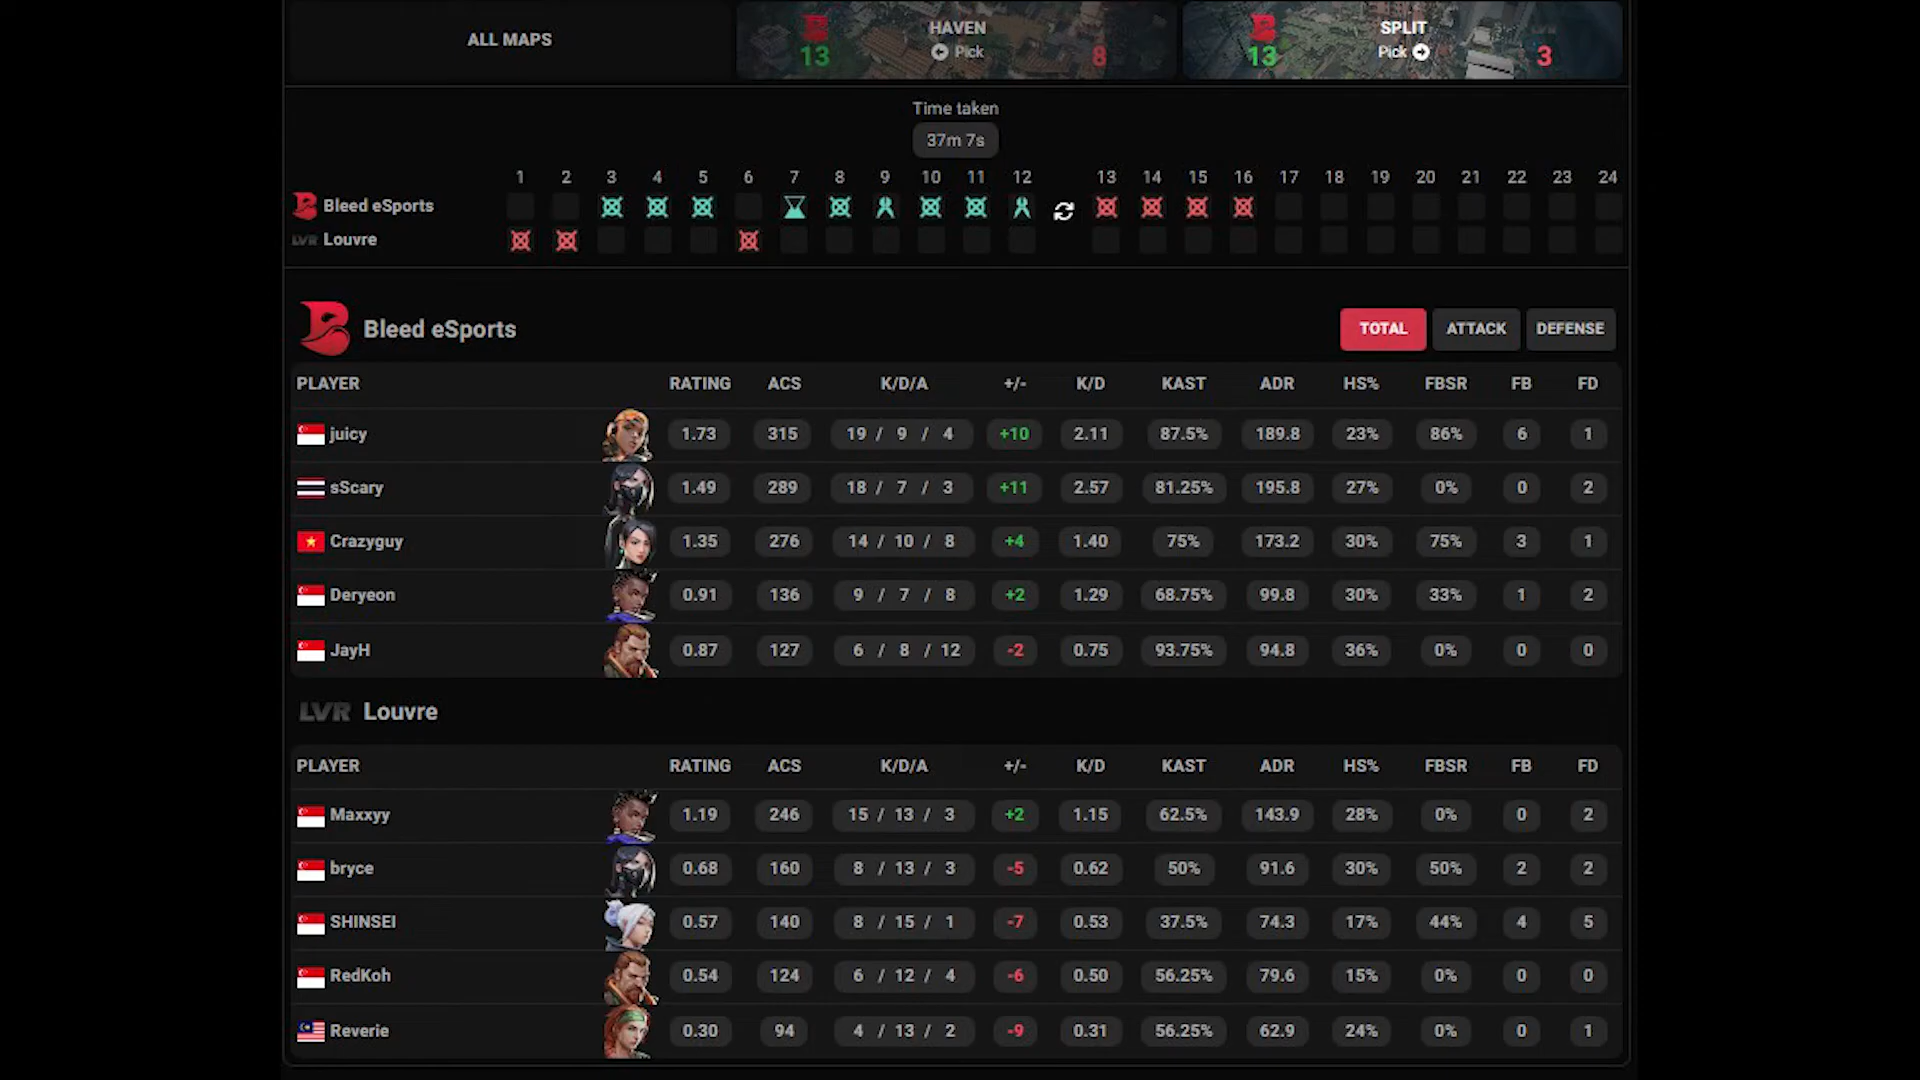 ALL MAPS
13 HAVEN Pick 8
13 SPLIT Pick 3
Time taken
37m 7s
1 2 3 4 5 6 7 8 9 10 11 12 13 14 15 16 17 18 19 20 21 22 23 24
Bleed eSports
LVR Louvre
Bleed eSports TOTAL ATTACK DEFENSE
PLAYER RATING ACS K/D/A +/- K/D KAST ADR HS% FBSR FB FD
juicy 1.73 315 19 / 9 / 4 +10 2.11 87.5% 189.8 23% 86% 6 1
sScary 1.49 289 18 / 7 / 3 +11 2.57 81.25% 195.8 27% 0% 0 2
Crazyguy 1.35 276 14 / 10 / 8 +4 1.40 75% 173.2 30% 75% 3 1
Deryeon 0.91 136 9 / 7 / 8 +2 1.29 68.75% 99.8 30% 33% 1 2
JayH 0.87 127 6 / 8 / 12 -2 0.75 93.75% 94.8 36% 0% 0 0
LVR Louvre
PLAYER RATING ACS K/D/A +/- K/D KAST ADR HS% FBSR FB FD
Maxxyy 1.19 246 15 / 13 / 3 +2 1.15 62.5% 143.9 28% 0% 0 2
bryce 0.68 160 8 / 13 / 3 -5 0.62 50% 91.6 30% 50% 2 2
SHINSEI 0.57 140 8 / 15 / 1 -7 0.53 37.5% 74.3 17% 44% 4 5
RedKoh 0.54 124 6 / 12 / 4 -6 0.50 56.25% 79.6 15% 0% 0 0
Reverie 0.30 94 4 / 13 / 2 -9 0.31 56.25% 62.9 24% 0% 0 1